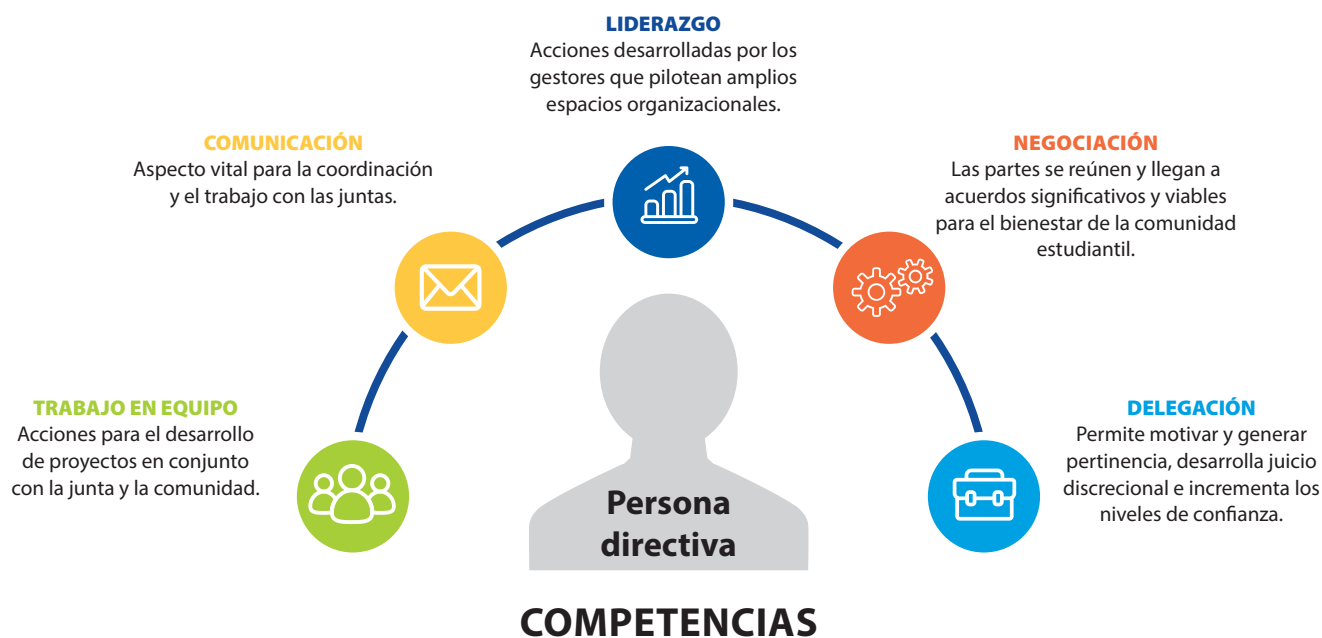 LIDERAZGO
Acciones desarrolladas por los
gestores que pilotean amplios
espacios organizacionales.
COMUNICACIÓN
Aspecto vital para la coordinación
y el trabajo con las juntas.
NEGOCIACIÓN
Las partes se reúnen y llegan a
acuerdos significativos y viables
para el bienestar de la comunidad
estudiantil.
TRABAJO EN EQUIPO
Acciones para el desarrollo
de proyectos en conjunto
con la junta y la comunidad.
DELEGACIÓN
Permite motivar y generar
pertinencia, desarrolla juicio
discrecional e incrementa los
niveles de confianza.
Persona
directiva
COMPETENCIAS